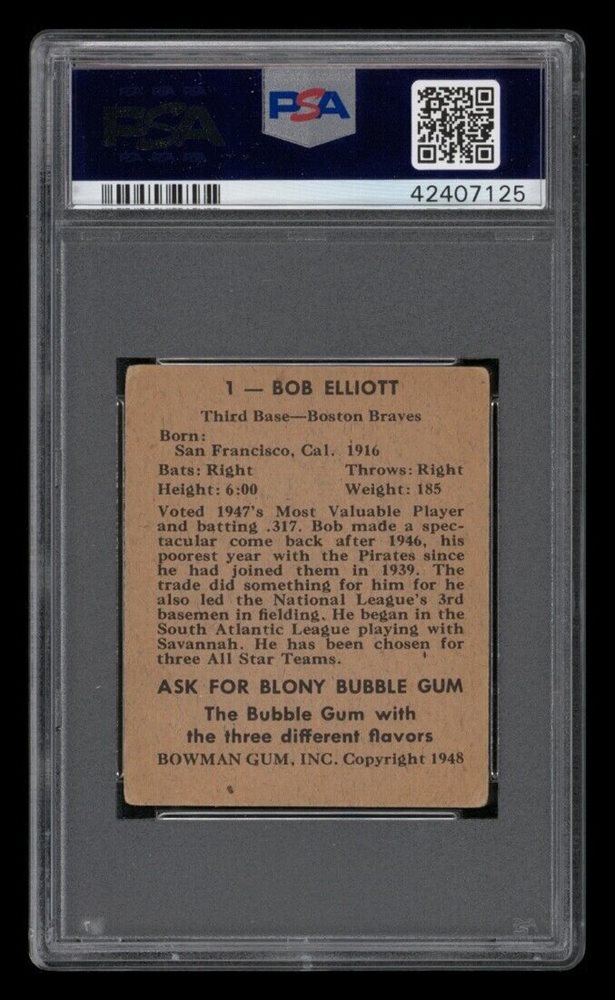 PSA
PSA
42407125
1 — BOB ELLIOTT
Third Base—Boston Braves
Born:
San Francisco, Cal. 1916
Bats: Right Throws: Right
Height: 6:00 Weight: 185
Voted 1947's Most Valuable Player
and batting .317. Bob made a spec-
tacular come back after 1946, his
poorest year with the Pirates since
he had joined them in 1939. The
trade did something for him for he
also led the National League's 3rd
basemen in fielding. He began in the
South Atlantic League playing with
Savannah. He has been chosen for
three All Star Teams.
ASK FOR BLONY BUBBLE GUM
The Bubble Gum with
the three different flavors
BOWMAN GUM, INC. Copyright 1948